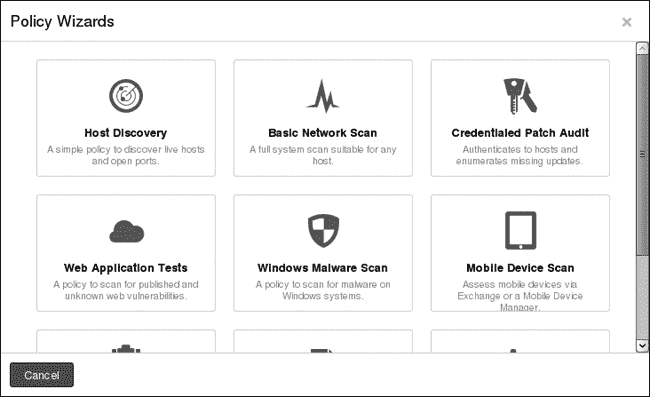 Policy Wizards
Host Discovery
A simple policy to discover live hosts
and open ports.
Basic Network Scan
A full system scan suitable for any
host.
Credentialed Patch Audit
Authenticates to hosts and
enumerates missing updates.
Web Application Tests
A policy to scan for published and
unknown web vulnerabilities.
Windows Malware Scan
A policy to scan for malware on
Windows systems.
Mobile Device Scan
Assess mobile devices via
Exchange or a Mobile Device
Manager.
Cancel